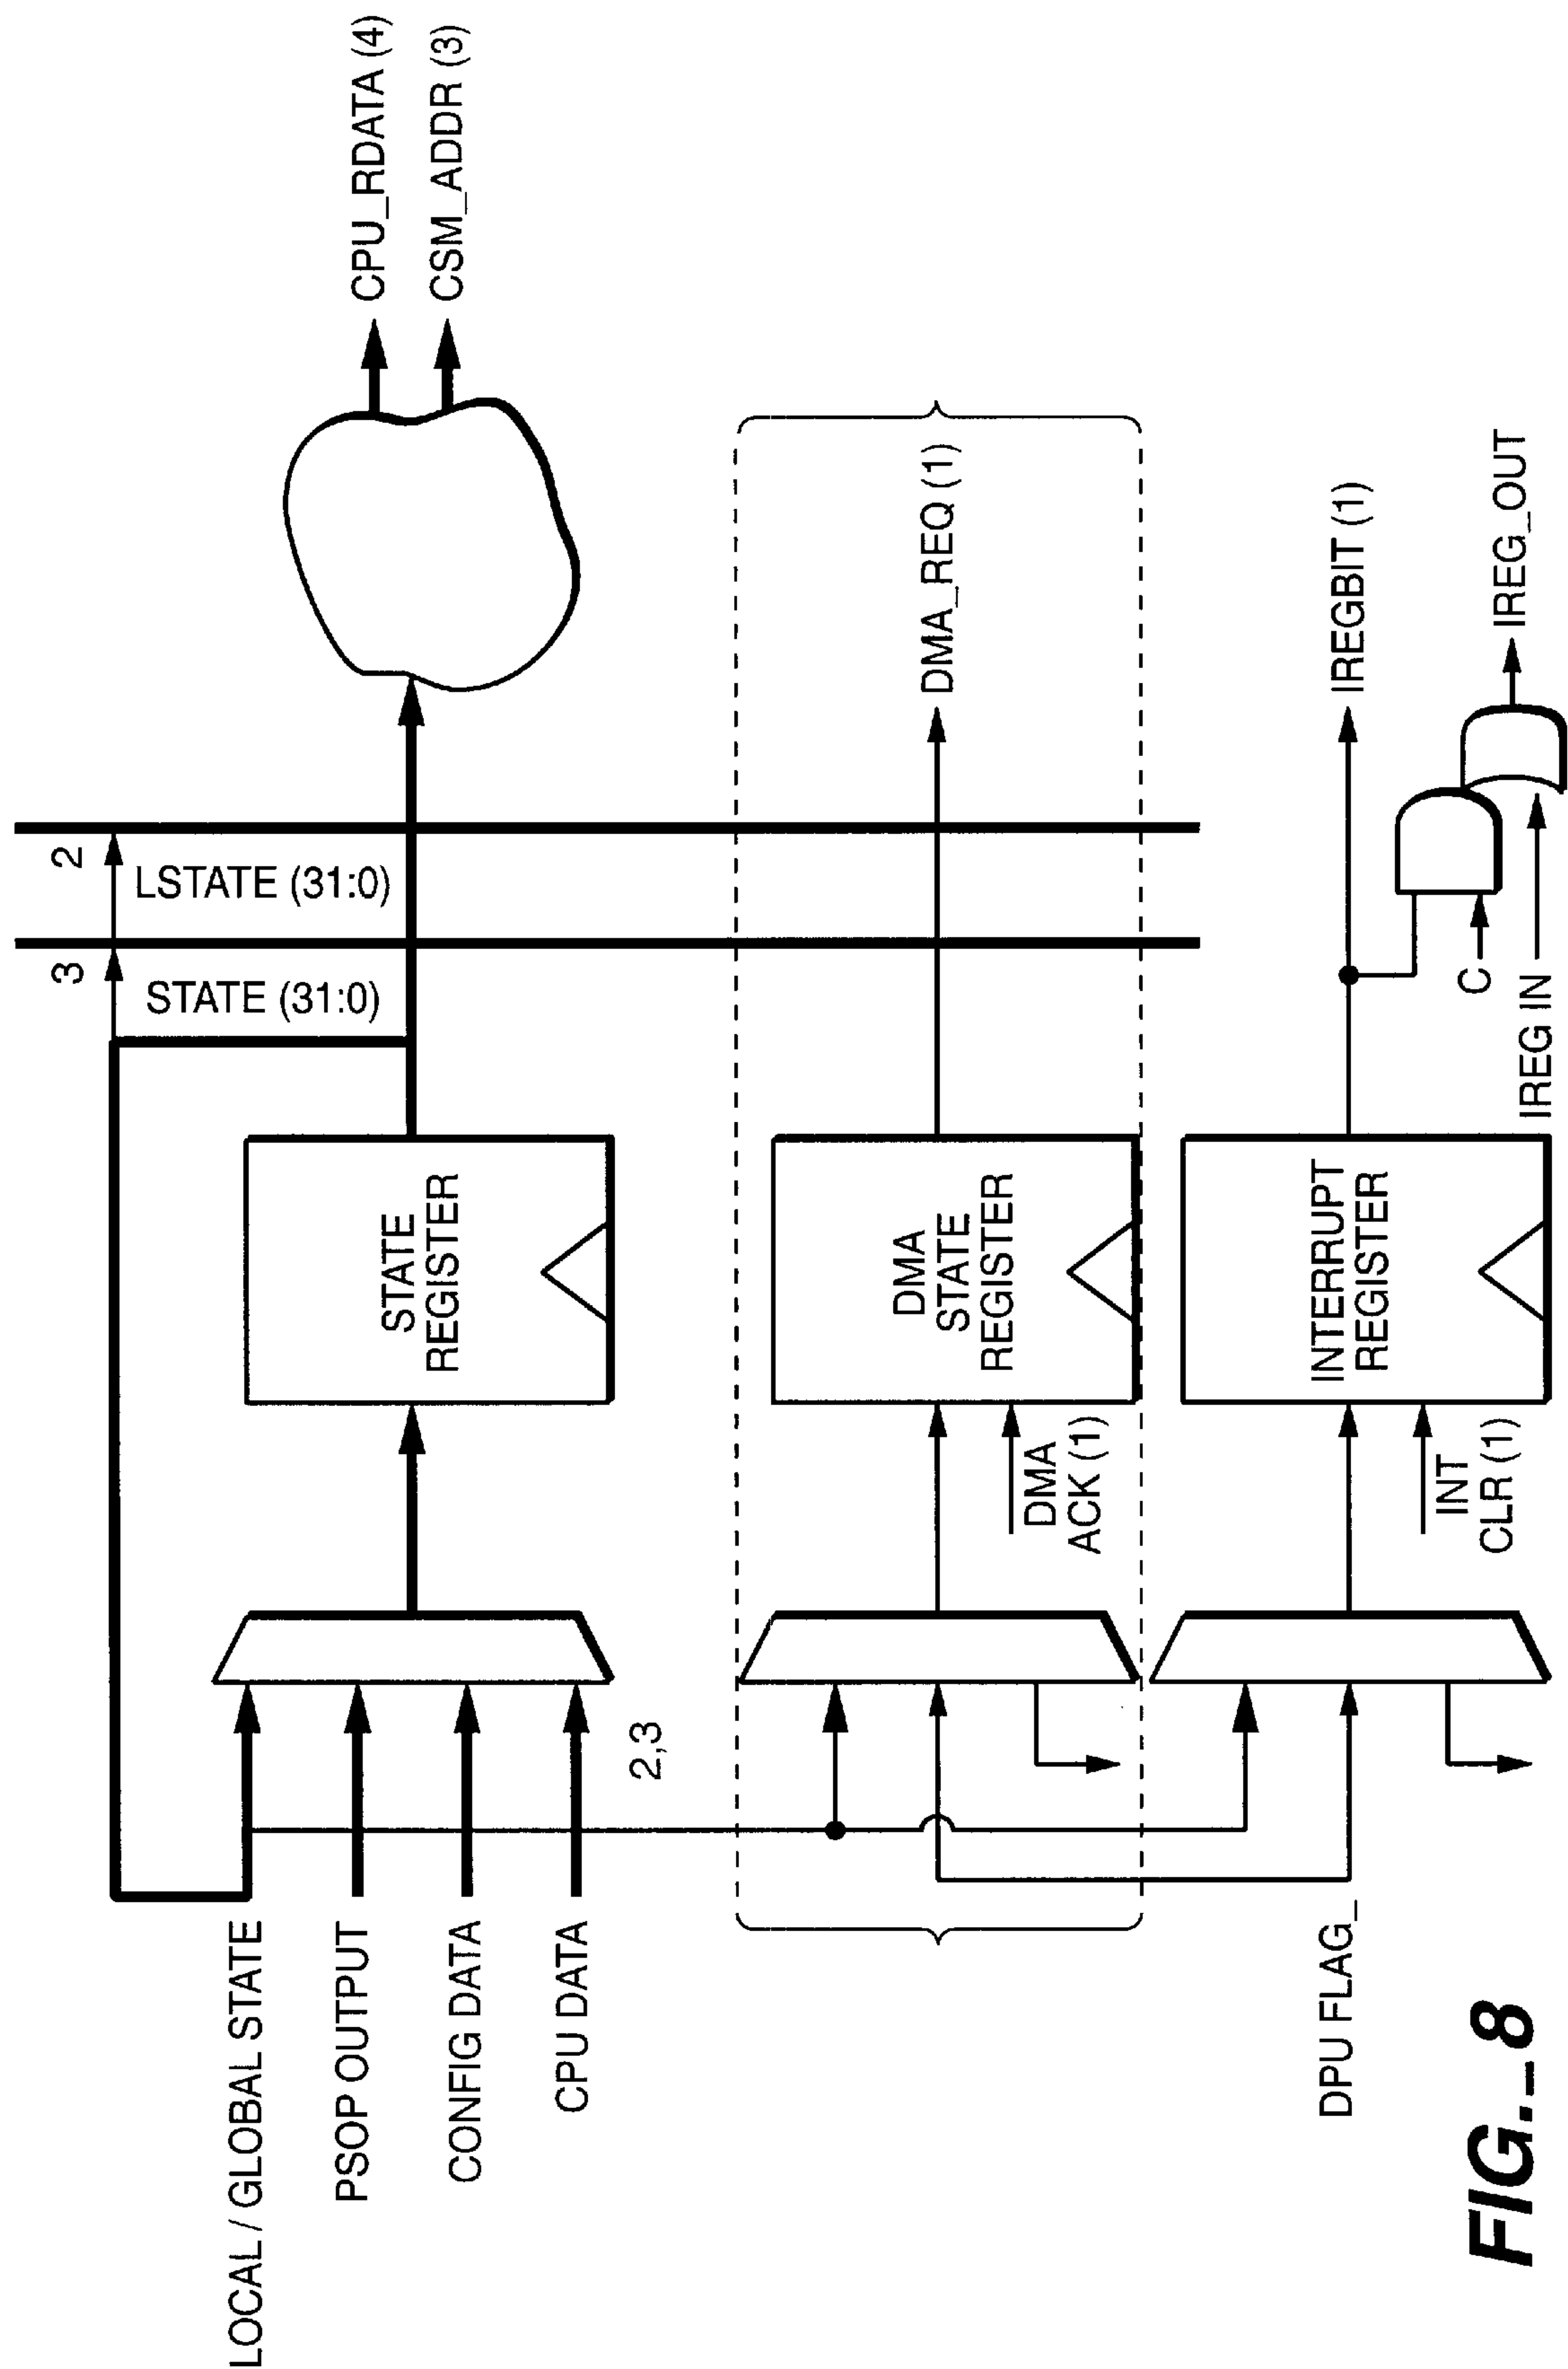 LOCAL / GLOBAL STATE
PSOP OUTPUT
CONFIG DATA
CPU DATA
2,3
STATE
REGISTER
3
STATE (31:0)
2
LSTATE (31:0)
CPU_RDATA (4)
CSM_ADDR (3)
DMA
STATE
REGISTER
DMA
ACK (1)
DMA_REQ (1)
DPU FLAG_
INTERRUPT
REGISTER
INT
CLR (1)
IREGBIT (1)
C
IREG IN
IREG_OUT
FIG._8